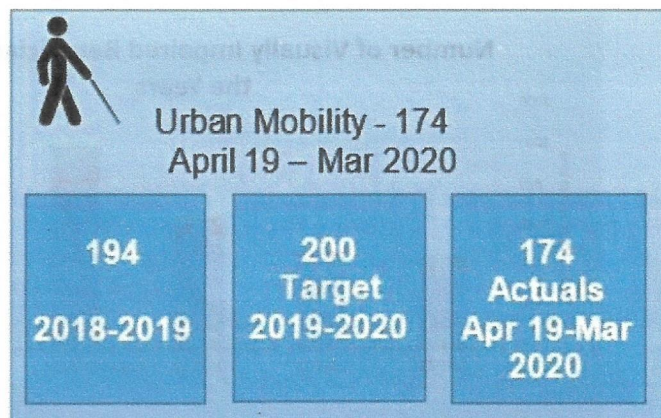 Urban Mobility - 174
April 19 – Mar 2020
194
2018-2019
200
Target
2019-2020
174
Actuals
Apr 19-Mar
2020